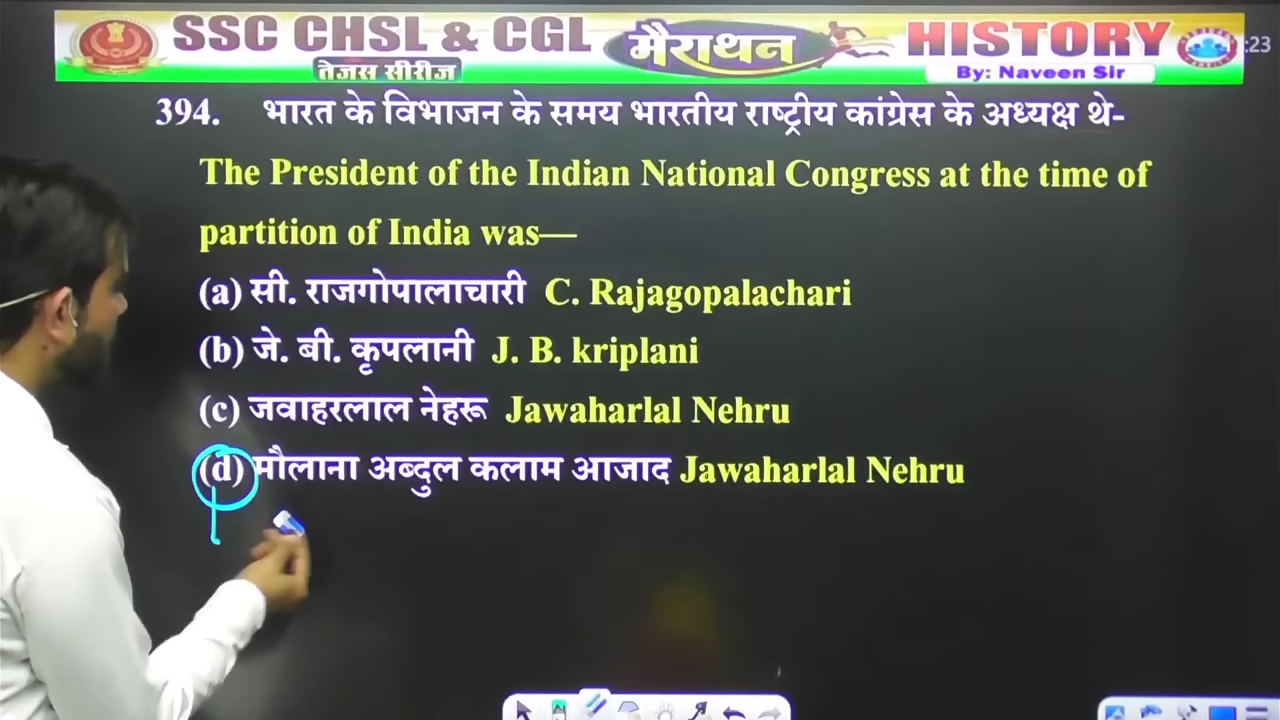 SSC CHSL & CGL
तेजस सीरीज
मैराथन
HISTORY
By: Naveen Sir
:23
394. भारत के विभाजन के समय भारतीय राष्ट्रीय कांग्रेस के अध्यक्ष थे-
The President of the Indian National Congress at the time of
partition of India was—
(a) सी. राजगोपालाचारी C. Rajagopalachari
(b) जे. बी. कृपलानी J. B. kriplani
(c) जवाहरलाल नेहरू Jawaharlal Nehru
(d) मौलाना अब्दुल कलाम आजाद Jawaharlal Nehru